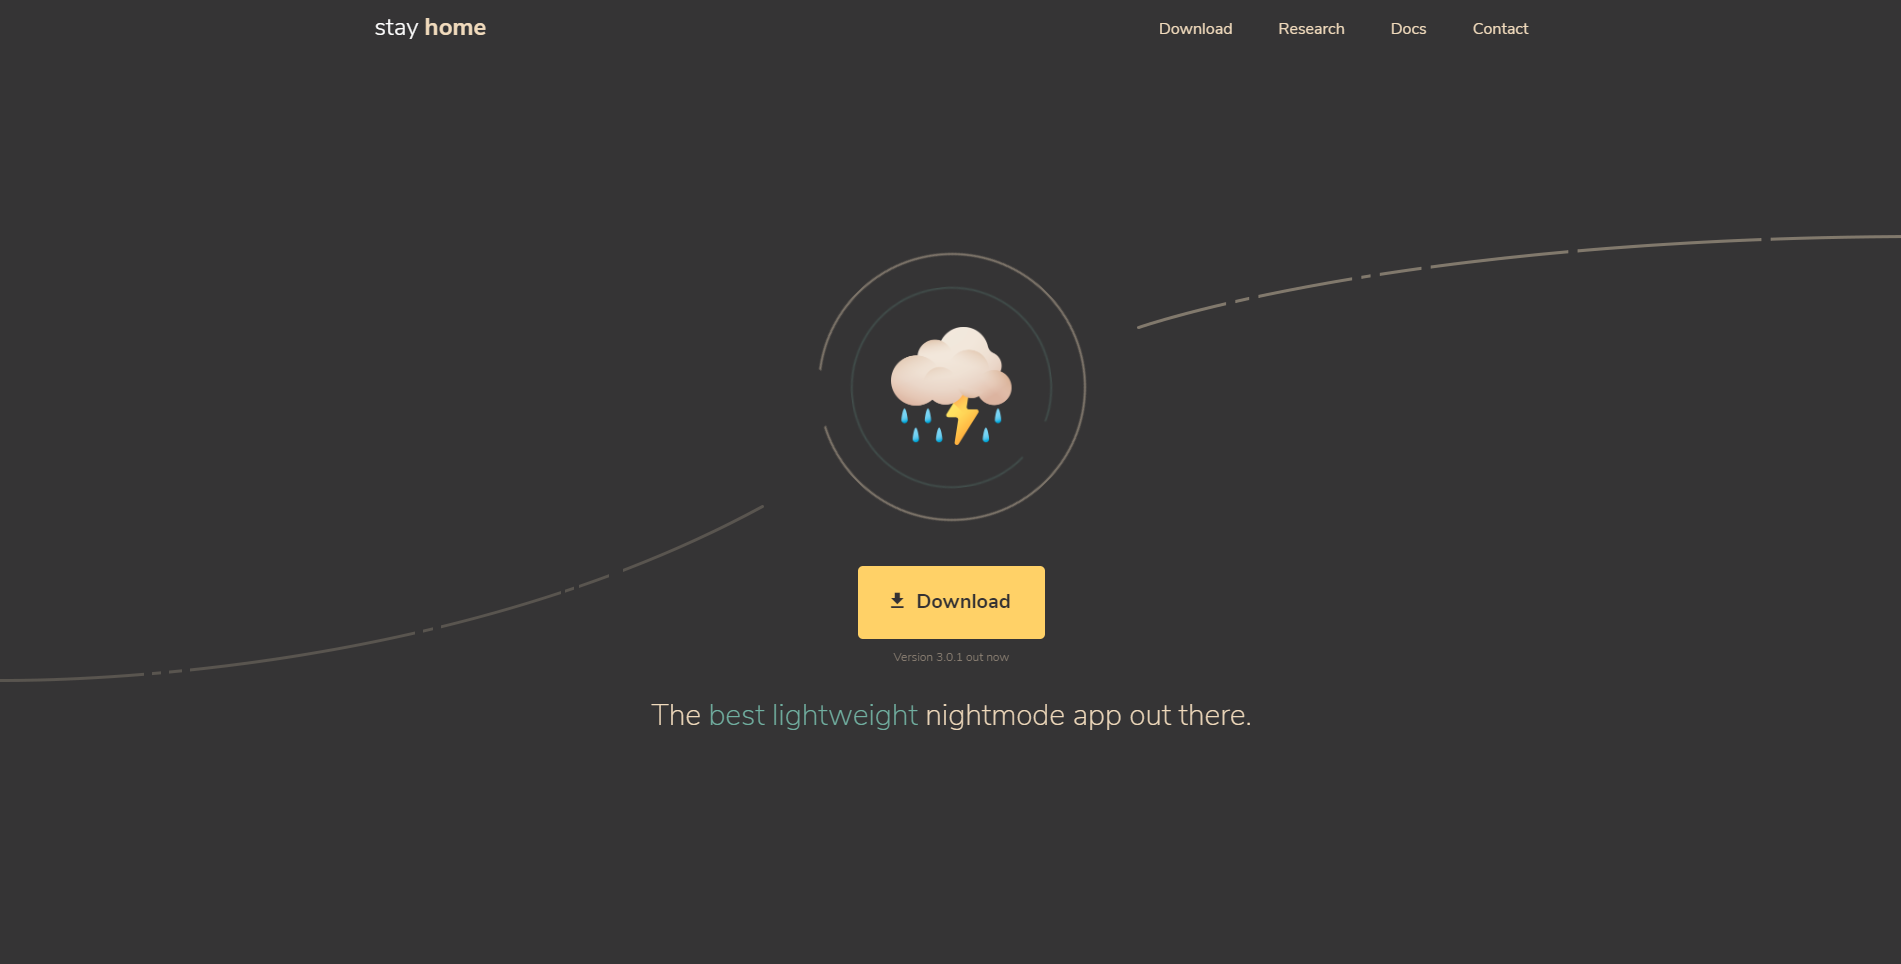 stay home
Download
Research
Docs
Contact
Download
Version 3.0.1 out now
The best lightweight nightmode app out there.